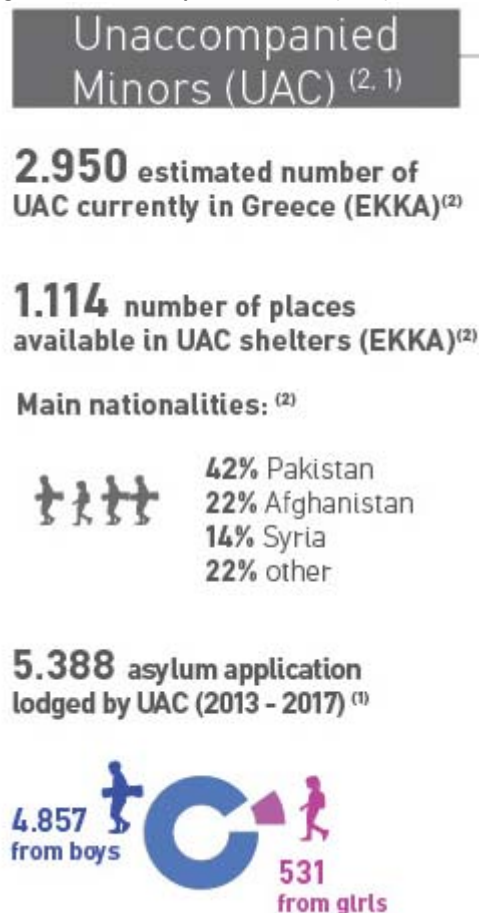 Unaccompanied
Minors (UAC) (2, 1)
2.950 estimated number of
UAC currently in Greece (EKKA)(2)
1.114 number of places
available in UAC shelters (EKKA)(2)
Main nationalities: (2)
42% Pakistan
22% Afghanistan
14% Syria
22% other
5.388 asylum application
lodged by UAC (2013 - 2017) (1)
4.857
from boys
531
from girls